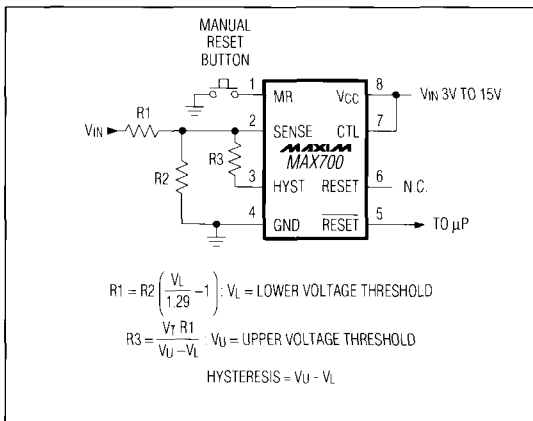 MANUAL
RESET
BUTTON
1 MR VCC 8 VIN 3V TO 15V
VIN R1 2 SENSE CTL 7
MAXIM
MAX700
R2 R3 3 HYST RESET 6 N.C.
4 GND RESET 5 TO µP
R1 = R2 (VL/1.29 −1) ; VL = LOWER VOLTAGE THRESHOLD
R3 = VT R1/VU − VL ; VU = UPPER VOLTAGE THRESHOLD
HYSTERESIS = VU - VL